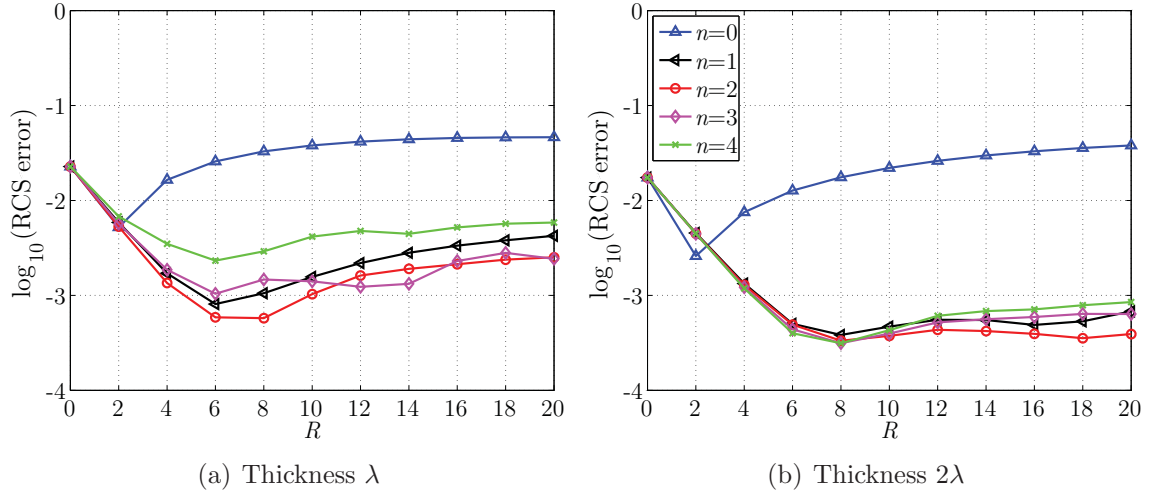 0
-1
-2
-3
-4
log10(RCS error)
0 2 4 6 8 10 12 14 16 18 20
R
(a) Thickness λ
n=0
n=1
n=2
n=3
n=4
0
-1
-2
-3
-4
log10(RCS error)
0 2 4 6 8 10 12 14 16 18 20
R
(b) Thickness 2λ